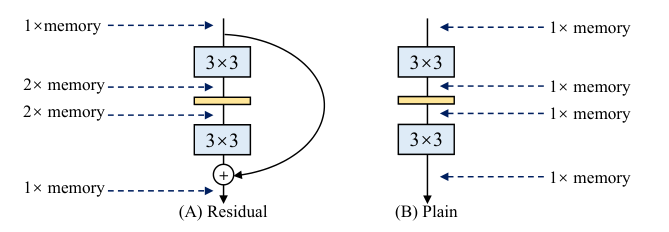 1×memory
3×3
2× memory
2× memory
3×3
+
1× memory
(A) Residual
1× memory
3×3
1× memory
1× memory
3×3
1× memory
(B) Plain